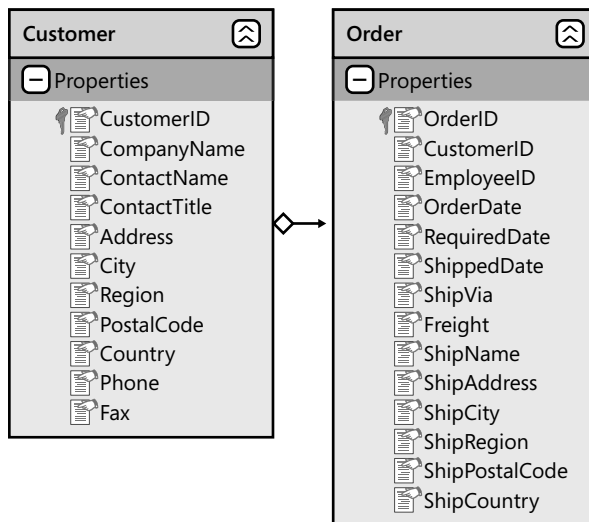 Customer
Properties
CustomerID
CompanyName
ContactName
ContactTitle
Address
City
Region
PostalCode
Country
Phone
Fax
Order
Properties
OrderID
CustomerID
EmployeeID
OrderDate
RequiredDate
ShippedDate
ShipVia
Freight
ShipName
ShipAddress
ShipCity
ShipRegion
ShipPostalCode
ShipCountry